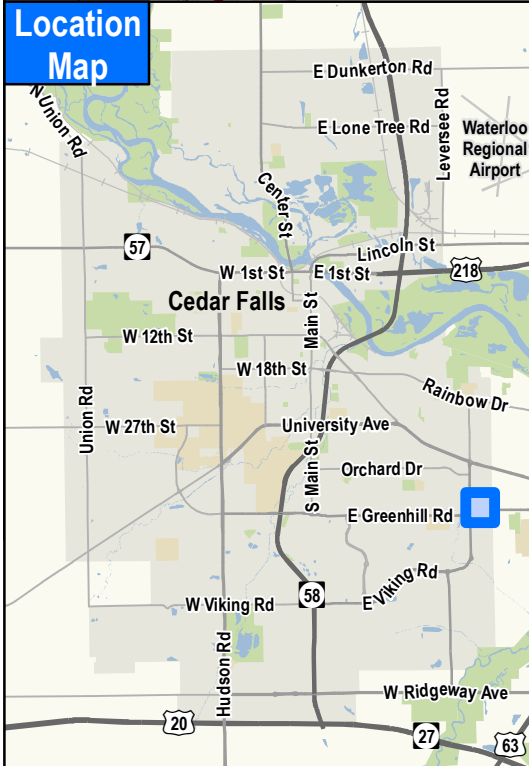 Location
Map
N Union Rd
E Dunkerton Rd
E Lone Tree Rd
Leversee Rd
Waterloo
Regional
Airport
Center St
57
Lincoln St
W 1st St
E 1st St
218
Cedar Falls
Main St
W 12th St
W 18th St
Rainbow Dr
Union Rd
W 27th St
University Ave
S Main St
Orchard Dr
E Greenhill Rd
E Viking Rd
W Viking Rd
58
Hudson Rd
W Ridgeway Ave
20
27
63